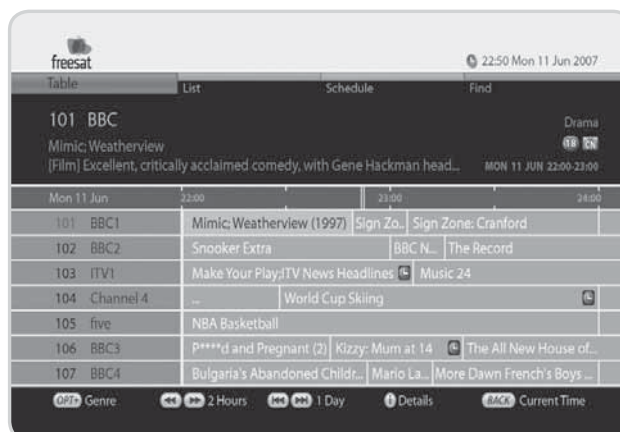 freesat
22:50 Mon 11 Jun 2007
Table List Schedule Find
101 BBC Drama
Mimic; Weatherview 18 CN
[Film] Excellent, critically acclaimed comedy, with Gene Hackman head... MON 11 JUN 22:00-23:00
Mon 11 Jun 22:00 23:00 24:00
101 BBC1 Mimic; Weatherview (1997) Sign Zo.. Sign Zone: Cranford
102 BBC2 Snooker Extra BBC N... The Record
103 ITV1 Make Your Play;ITV News Headlines Music 24
104 Channel 4 .. World Cup Skiing
105 five NBA Basketball
106 BBC3 P****d and Pregnant (2) Kizzy: Mum at 14 The All New House of...
107 BBC4 Bulgaria's Abandoned Childr... Mario La... More Dawn French's Boys ...
OPT+ Genre 2 Hours 1 Day i Details BACK Current Time